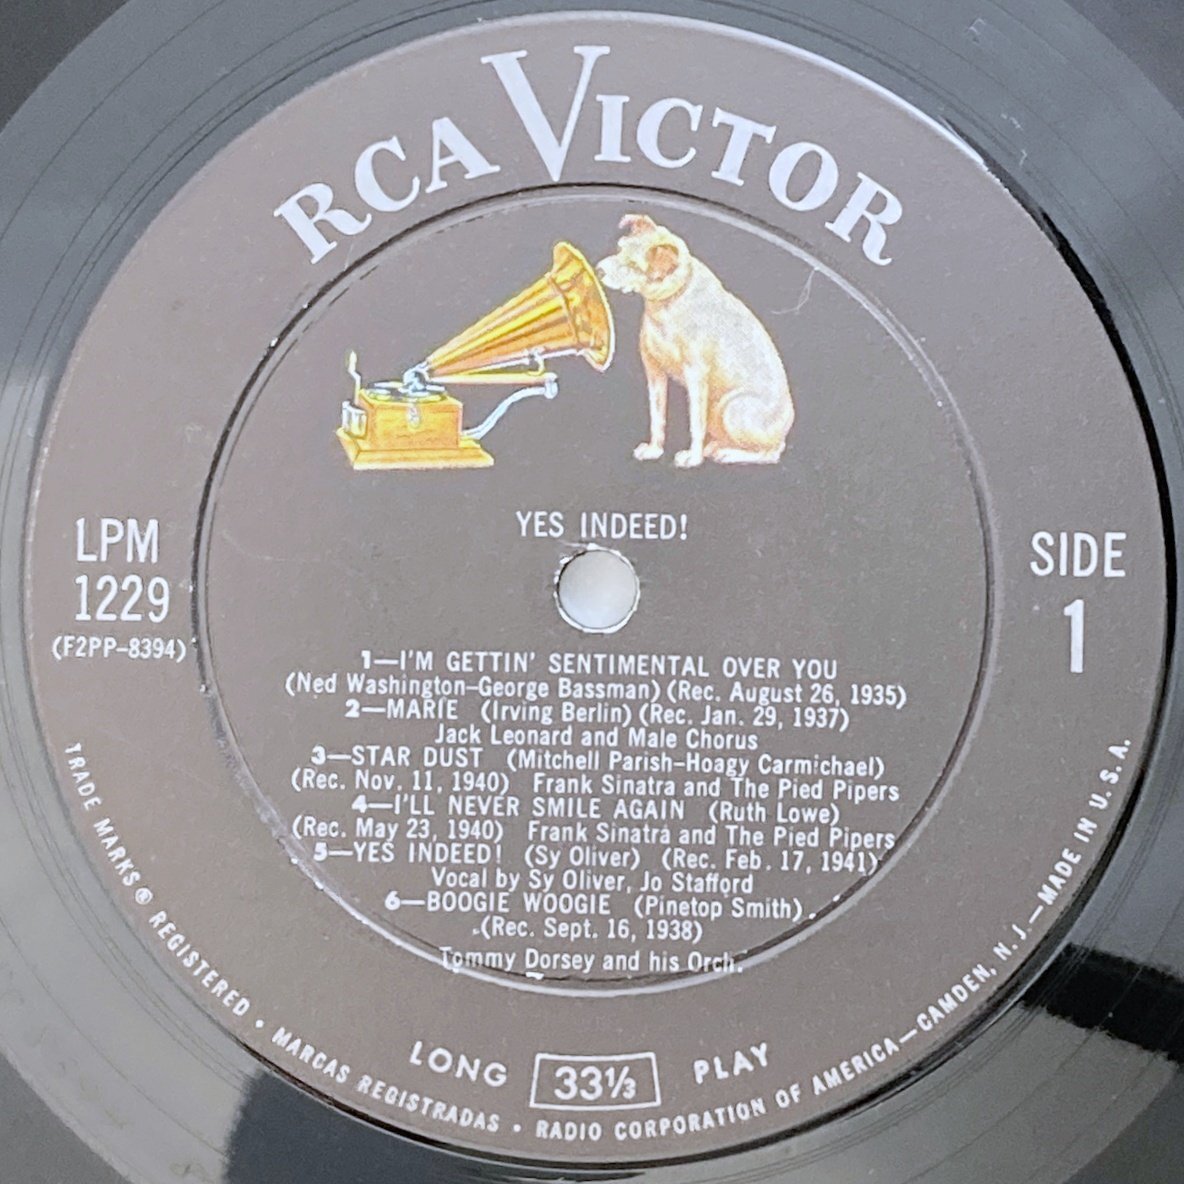 RCA VICTOR
YES INDEED!
LPM
1229
(F2PP-8394)
SIDE
1
1—I'M GETTIN' SENTIMENTAL OVER YOU
(Ned Washington-George Bassman) (Rec. August 26, 1935)
2—MARIE (Irving Berlin) (Rec. Jan. 29, 1937)
Jack Leonard and Male Chorus
3—STAR DUST (Mitchell Parish-Hoagy Carmichael)
(Rec. Nov. 11, 1940) Frank Sinatra and The Pied Pipers
4—I'LL NEVER SMILE AGAIN (Ruth Lowe)
(Rec. May 23, 1940) Frank Sinatra and The Pied Pipers
5—YES INDEED! (Sy Oliver) (Rec. Feb. 17, 1941)
Vocal by Sy Oliver, Jo Stafford
6—BOOGIE WOOGIE (Pinetop Smith)
(Rec. Sept. 16, 1938)
Tommy Dorsey and his Orch.
LONG 33⅓ PLAY
TRADE MARKS ® REGISTERED • MARCAS REGISTRADAS • RADIO CORPORATION OF AMERICA—CAMDEN, N. J.—MADE IN U. S. A.